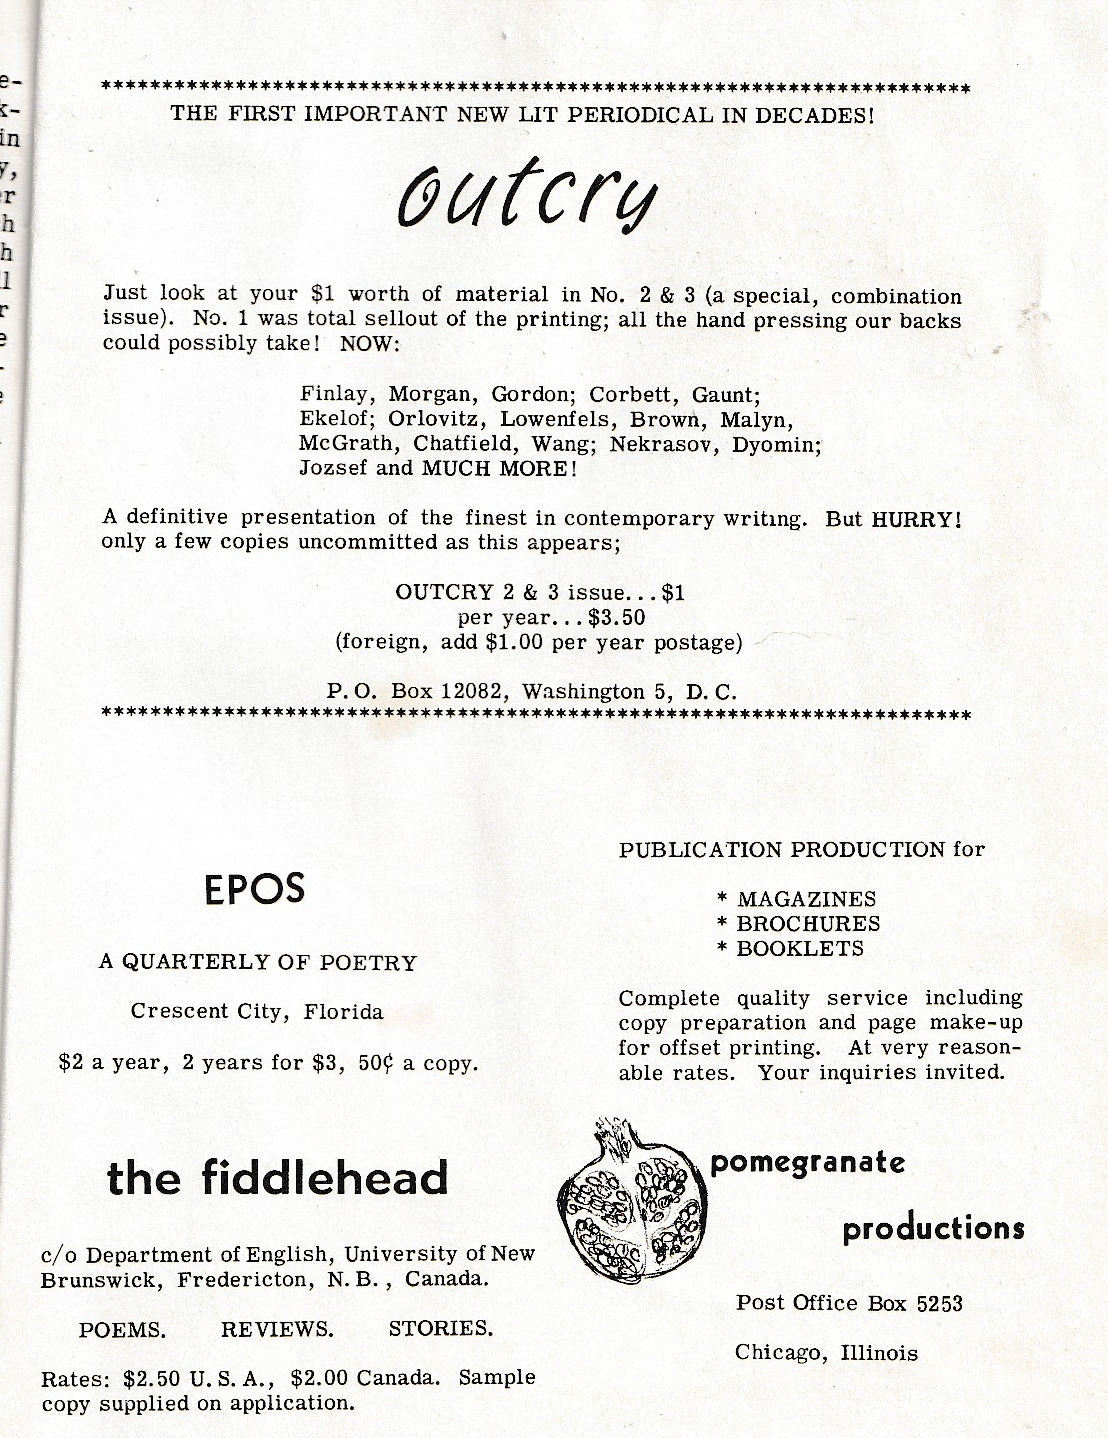 e-
k-
in
y,
er
h
h
l
r
e
-
**********************************************************************
THE FIRST IMPORTANT NEW LIT PERIODICAL IN DECADES!
outcry
Just look at your $1 worth of material in No. 2 & 3 (a special, combination
issue). No. 1 was total sellout of the printing; all the hand pressing our backs
could possibly take! NOW:
Finlay, Morgan, Gordon; Corbett, Gaunt;
Ekelof; Orlovitz, Lowenfels, Brown, Malyn,
McGrath, Chatfield, Wang; Nekrasov, Dyomin;
Jozsef and MUCH MORE!
A definitive presentation of the finest in contemporary writing. But HURRY!
only a few copies uncommitted as this appears;
OUTCRY 2 & 3 issue...$1
per year...$3.50
(foreign, add $1.00 per year postage)
P.O. Box 12082, Washington 5, D.C.
**********************************************************************
EPOS
A QUARTERLY OF POETRY
Crescent City, Florida
$2 a year, 2 years for $3, 50¢ a copy.
the fiddlehead
c/o Department of English, University of New
Brunswick, Fredericton, N.B., Canada.
POEMS. REVIEWS. STORIES.
Rates: $2.50 U.S.A., $2.00 Canada. Sample
copy supplied on application.
PUBLICATION PRODUCTION for
* MAGAZINES
* BROCHURES
* BOOKLETS
Complete quality service including
copy preparation and page make-up
for offset printing. At very reason-
able rates. Your inquiries invited.
pomegranate
productions
Post Office Box 5253
Chicago, Illinois